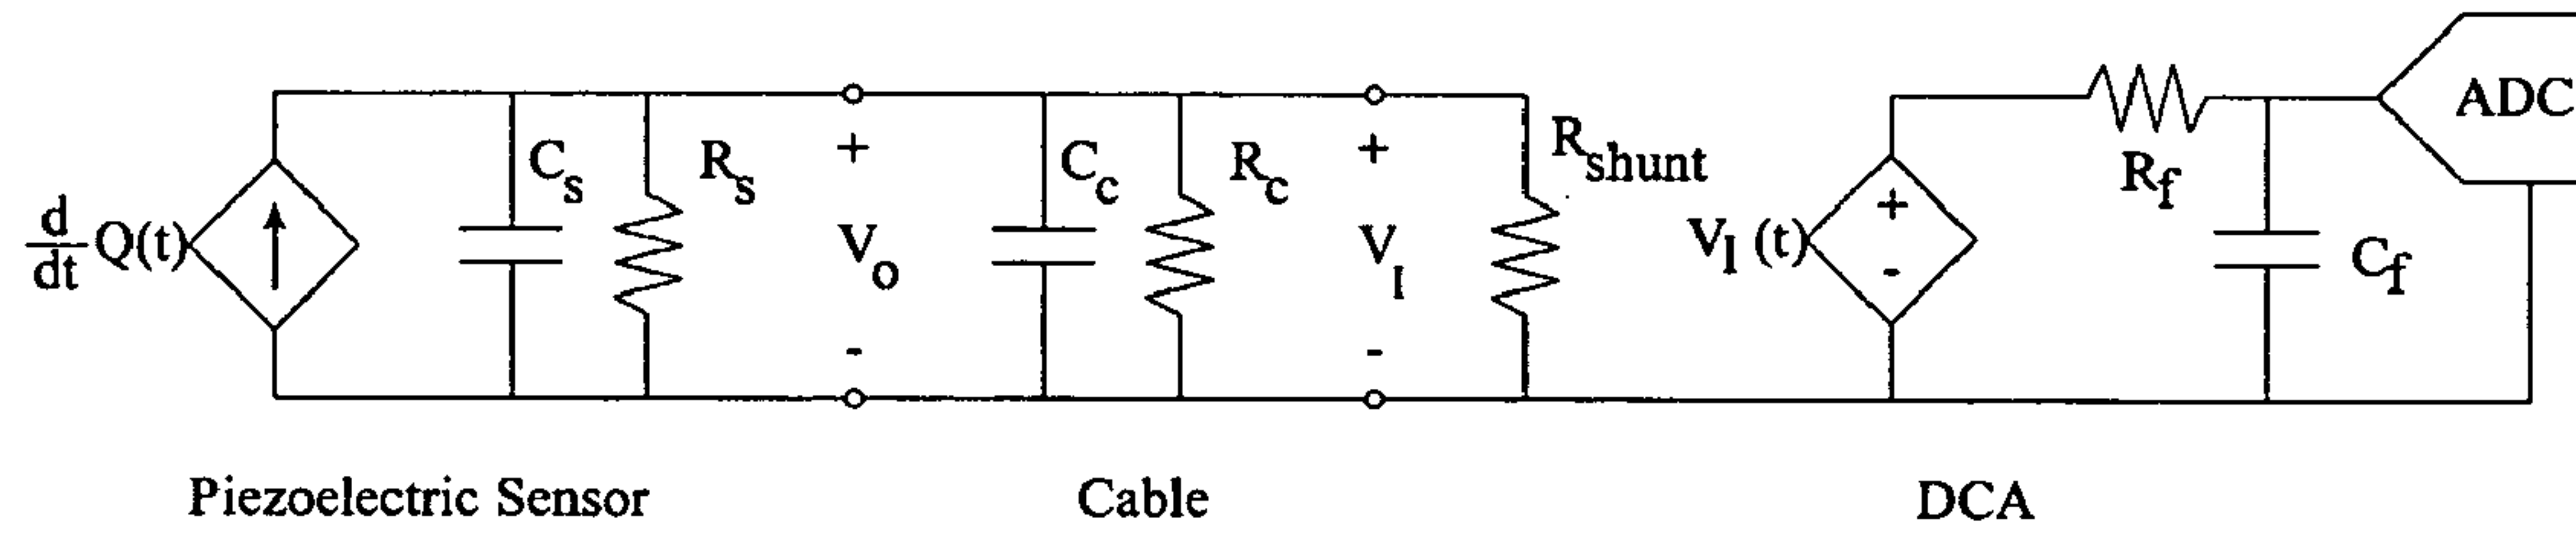 d/dt Q(t)
C_s
R_s
+
V_o
-
C_c
R_c
+
V_I
-
R_shunt
V_I (t)
+
-
R_f
C_f
ADC
Piezoelectric Sensor
Cable
DCA